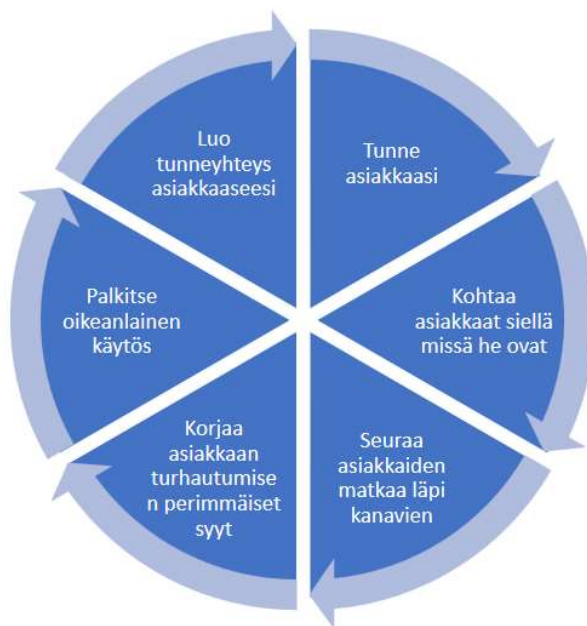 Tunne
asiakkaasi
Kohtaa
asiakkaat siellä
missä he ovat
Seuraa
asiakkaiden
matkaa läpi
kanavien
Korjaa
asiakkaan
turhautumise
n perimmäiset
syyt
Palkitse
oikeanlainen
käytös
Luo
tunneyhteys
asiakkaaseesi